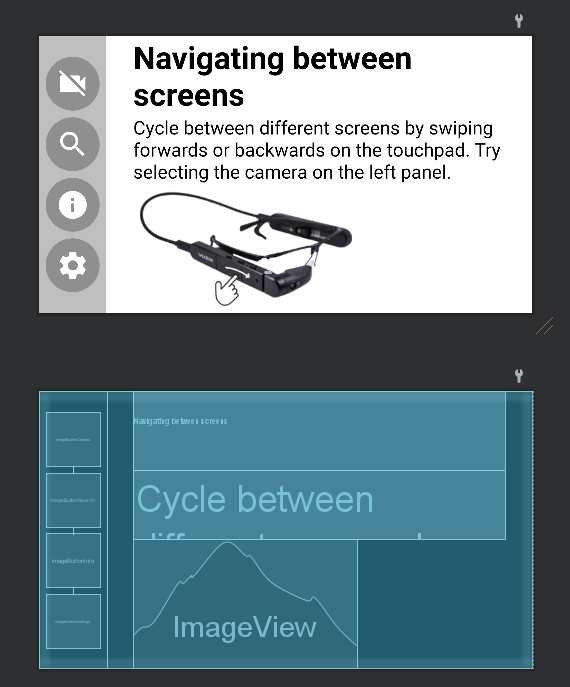 Navigating between
screens
Cycle between different screens by swiping
forwards or backwards on the touchpad. Try
selecting the camera on the left panel.
VUZIX
Navigating between screens
imageButtonCamera
imageButtonSearch
imageButtonInfo
imageButtonSettings
Cycle between
ImageView